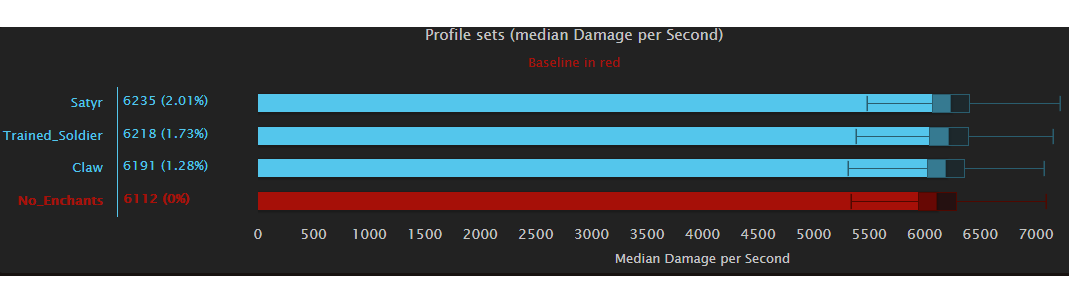 Profile sets (median Damage per Second)
Baseline in red
Satyr 6235 (2.01%)
Trained_Soldier 6218 (1.73%)
Claw 6191 (1.28%)
No_Enchants 6112 (0%)
0 500 1000 1500 2000 2500 3000 3500 4000 4500 5000 5500 6000 6500 7000
Median Damage per Second